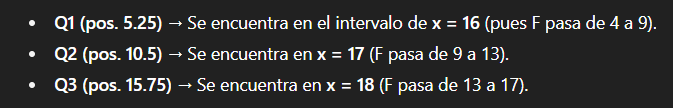 • Q1 (pos. 5.25) → Se encuentra en el intervalo de x = 16 (pues F pasa de 4 a 9).
• Q2 (pos. 10.5) → Se encuentra en x = 17 (F pasa de 9 a 13).
• Q3 (pos. 15.75) → Se encuentra en x = 18 (F pasa de 13 a 17).